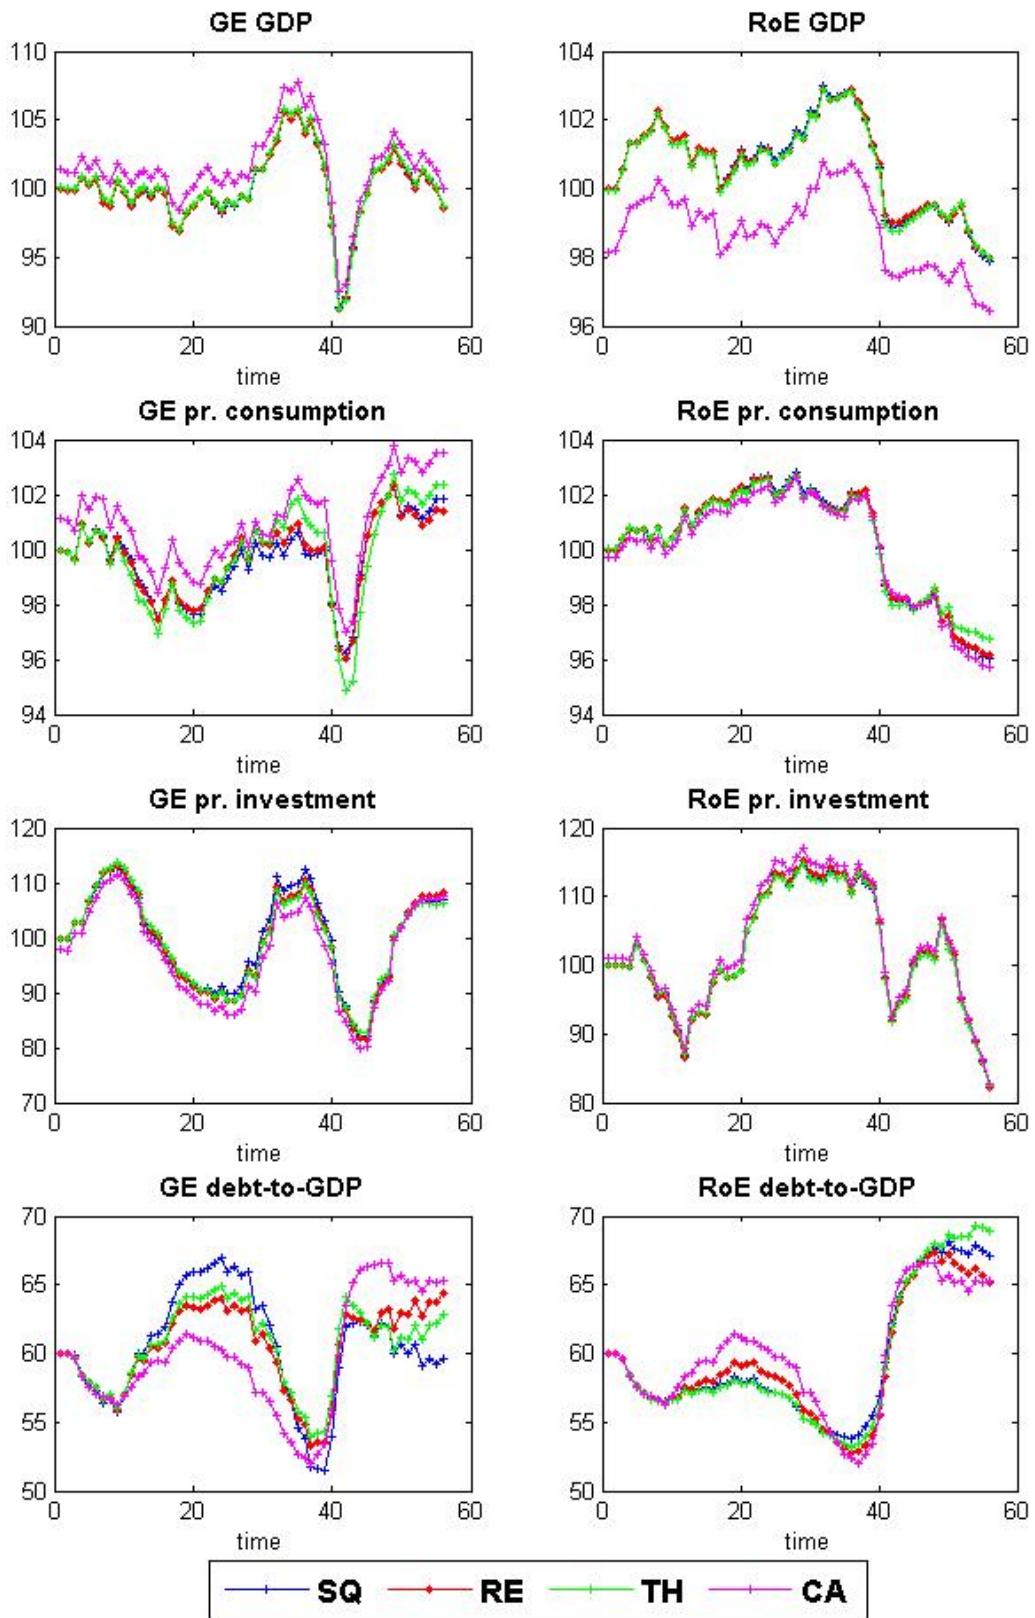 GE GDP
110
105
100
95
90
0 20 40 60
time
RoE GDP
104
102
100
98
96
0 20 40 60
time
GE pr. consumption
104
102
100
98
96
94
0 20 40 60
time
RoE pr. consumption
104
102
100
98
96
94
0 20 40 60
time
GE pr. investment
120
110
100
90
80
70
0 20 40 60
time
RoE pr. investment
120
110
100
90
80
0 20 40 60
time
GE debt-to-GDP
70
65
60
55
50
0 20 40 60
time
RoE debt-to-GDP
70
65
60
55
50
0 20 40 60
time
SQ RE TH CA